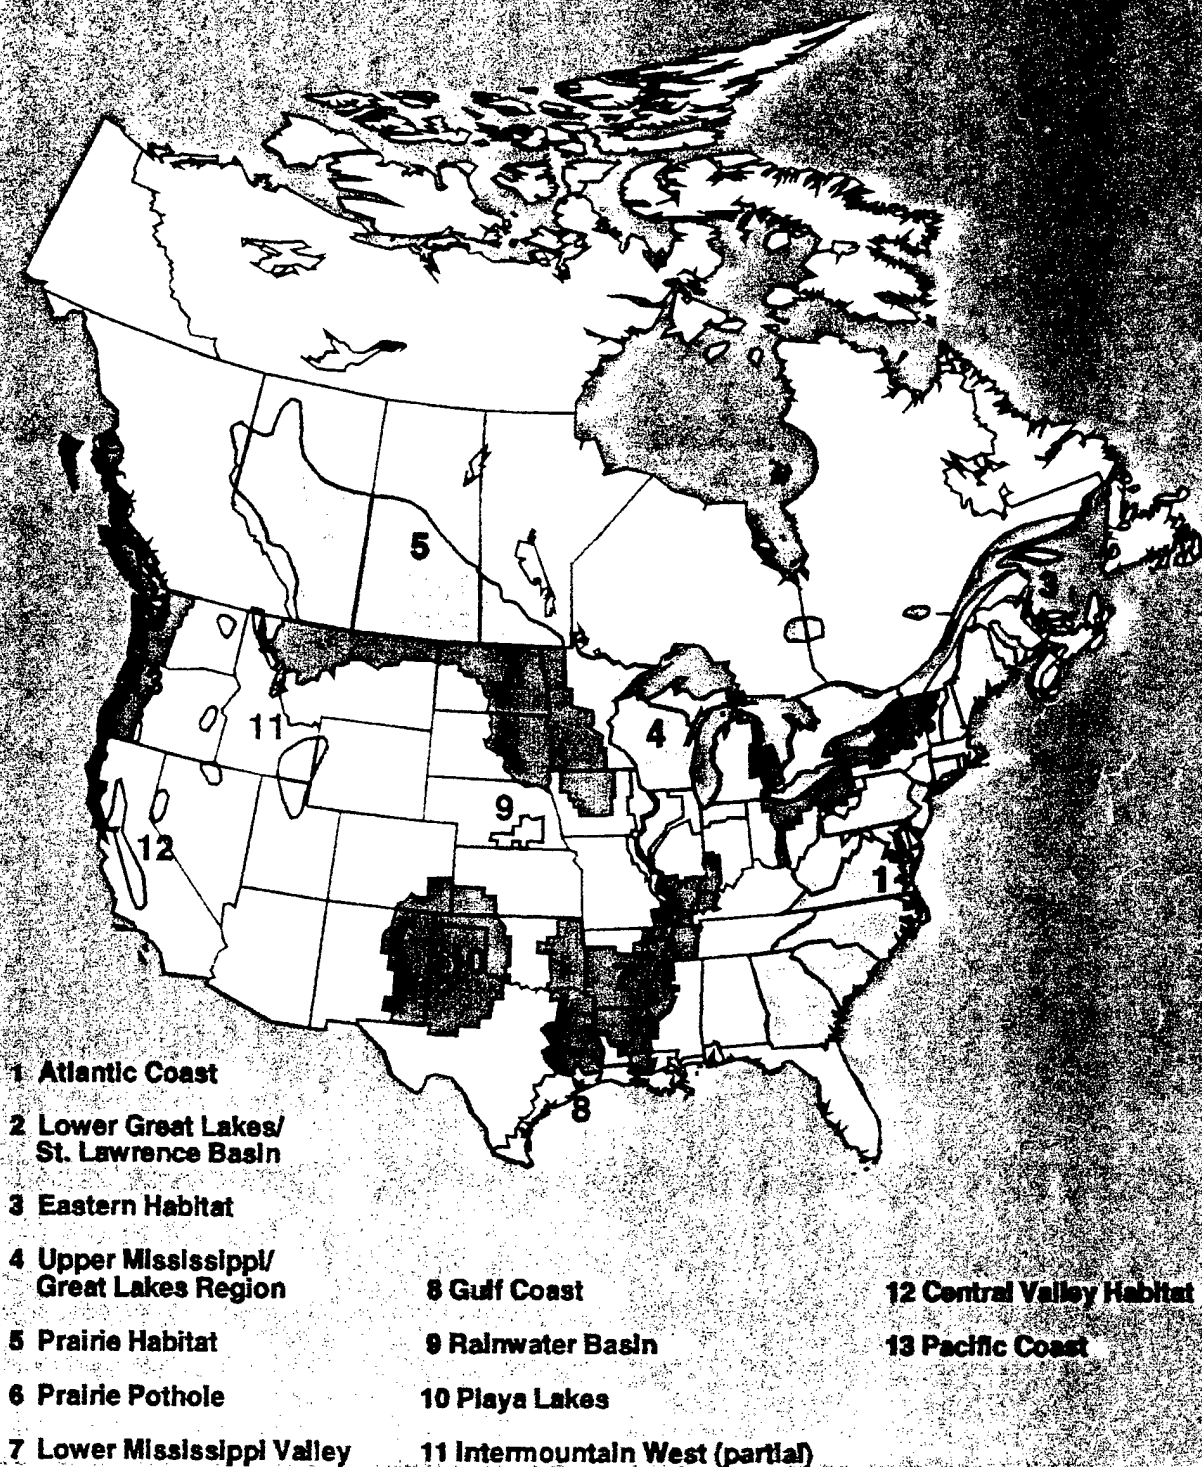 5
3
11
4
9
12
1
10
8
1 Atlantic Coast
2 Lower Great Lakes/
St. Lawrence Basin
3 Eastern Habitat
4 Upper Mississippi/
Great Lakes Region
5 Prairie Habitat
6 Prairie Pothole
7 Lower Mississippi Valley
8 Gulf Coast
9 Rainwater Basin
10 Playa Lakes
11 Intermountain West (partial)
12 Central Valley Habitat
13 Pacific Coast